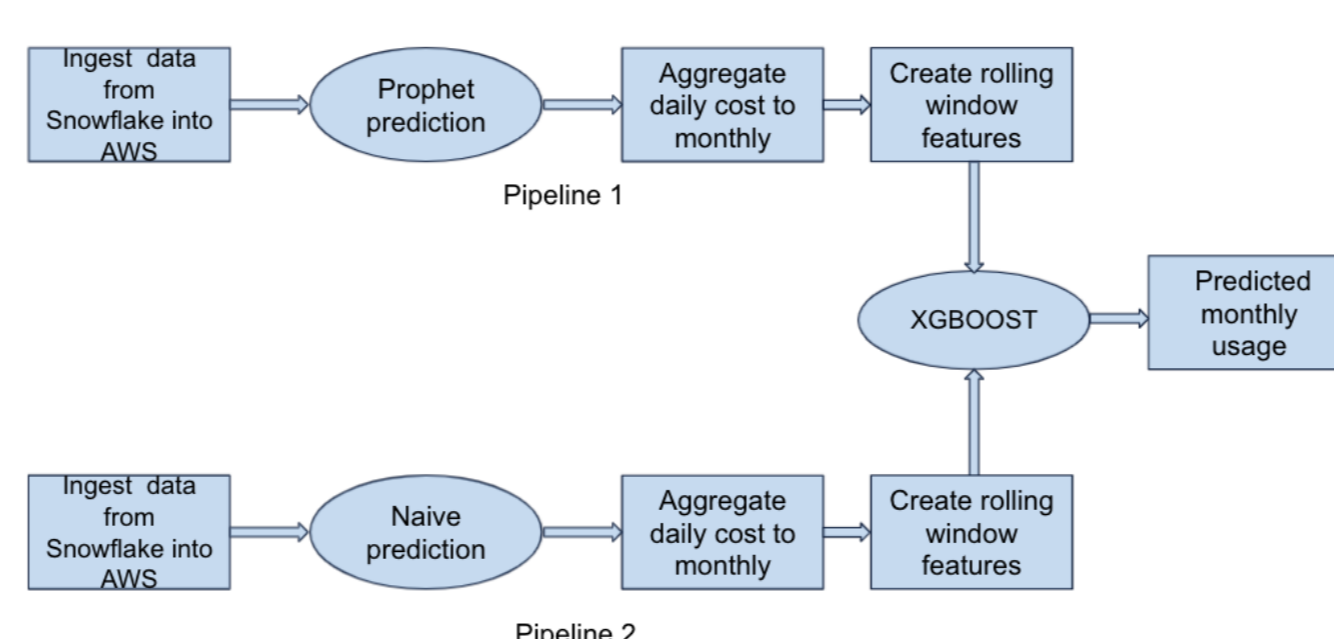 Ingest data
from
Snowflake into
AWS
Prophet
prediction
Aggregate
daily cost to
monthly
Create rolling
window
features
Pipeline 1
XGBOOST
Predicted
monthly
usage
Ingest data
from
Snowflake into
AWS
Naive
prediction
Aggregate
daily cost to
monthly
Create rolling
window
features
Pipeline 2